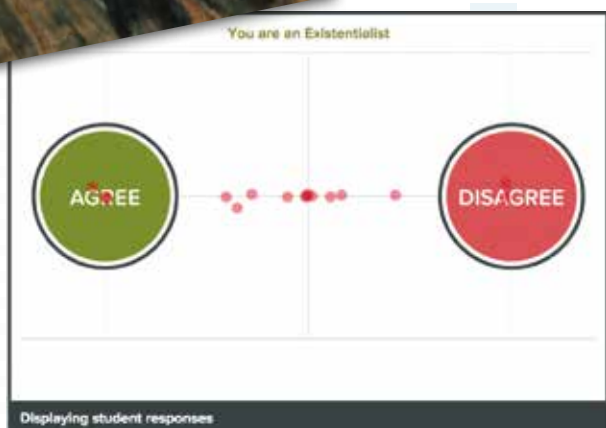 You are an Existentialist
AGREE
DISAGREE
Displaying student responses